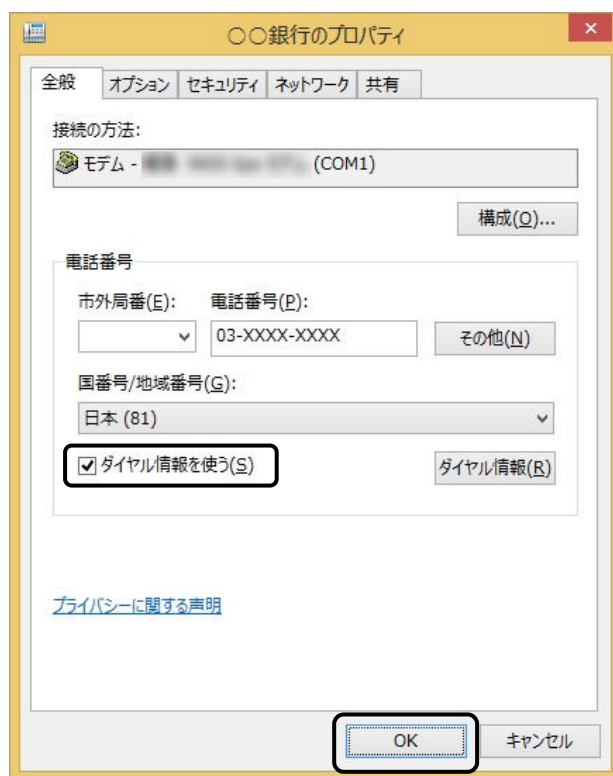 ○○銀行のプロパティ
全般 オプション セキュリティ ネットワーク 共有
接続の方法:
モデム - (COM1)
構成(O)...
電話番号
市外局番(E): 電話番号(P):
03-XXXX-XXXX その他(N)
国番号/地域番号(G):
日本 (81)
ダイヤル情報を使う(S) ダイヤル情報(R)
プライバシーに関する声明
OK キャンセル